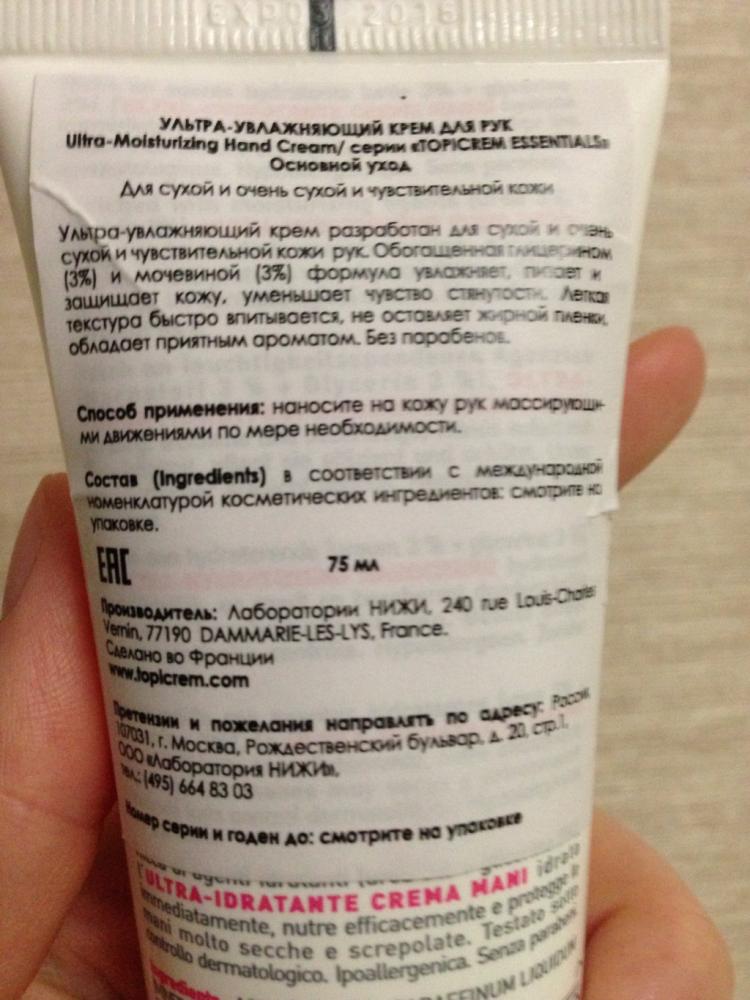 УЛЬТРА-УВЛАЖНЯЮЩИЙ КРЕМ ДЛЯ РУК
Ultra-Moisturizing Hand Cream/ серии «TOPICREM ESSENTIALS»
Основной уход
Для сухой и очень сухой и чувствительной кожи
Ультра-увлажняющий крем разработан для сухой и очень
сухой и чувствительной кожи рук. Обогащенная глицерином
(3%) и мочевиной (3%) формула увлажняет, питает и
защищает кожу, уменьшает чувство стянутости. Легкая
текстура быстро впитывается, не оставляет жирной пленки,
обладает приятным ароматом. Без парабенов.
Способ применения: наносите на кожу рук массирующи-
ми движениями по мере необходимости.
Состав (Ingredients) в соответствии с международной
номенклатурой косметических ингредиентов: смотрите на
упаковке.
EAC 75 мл
Производитель: Лаборатории НИЖИ, 240 rue Louis-Charles
Vernin, 77190 DAMMARIE-LES-LYS, France.
Сделано во Франции
www.topicrem.com
Претензии и пожелания направлять по адресу: Россия,
107031, г. Москва, Рождественский бульвар, д. 20, стр.1,
ООО «Лаборатория НИЖИ»,
тел.: (495) 664 83 03
Номер серии и годен до: смотрите на упаковке
l'ULTRA-IDRATANTE CREMA MANI idrata
immediatamente, nutre efficacemente e protegge le
mani molto secche e screpolate. Testato sotto
controllo dermatologico. Ipoallergenica. Senza parabeni.
PARAFFINUM LIQUIDUM